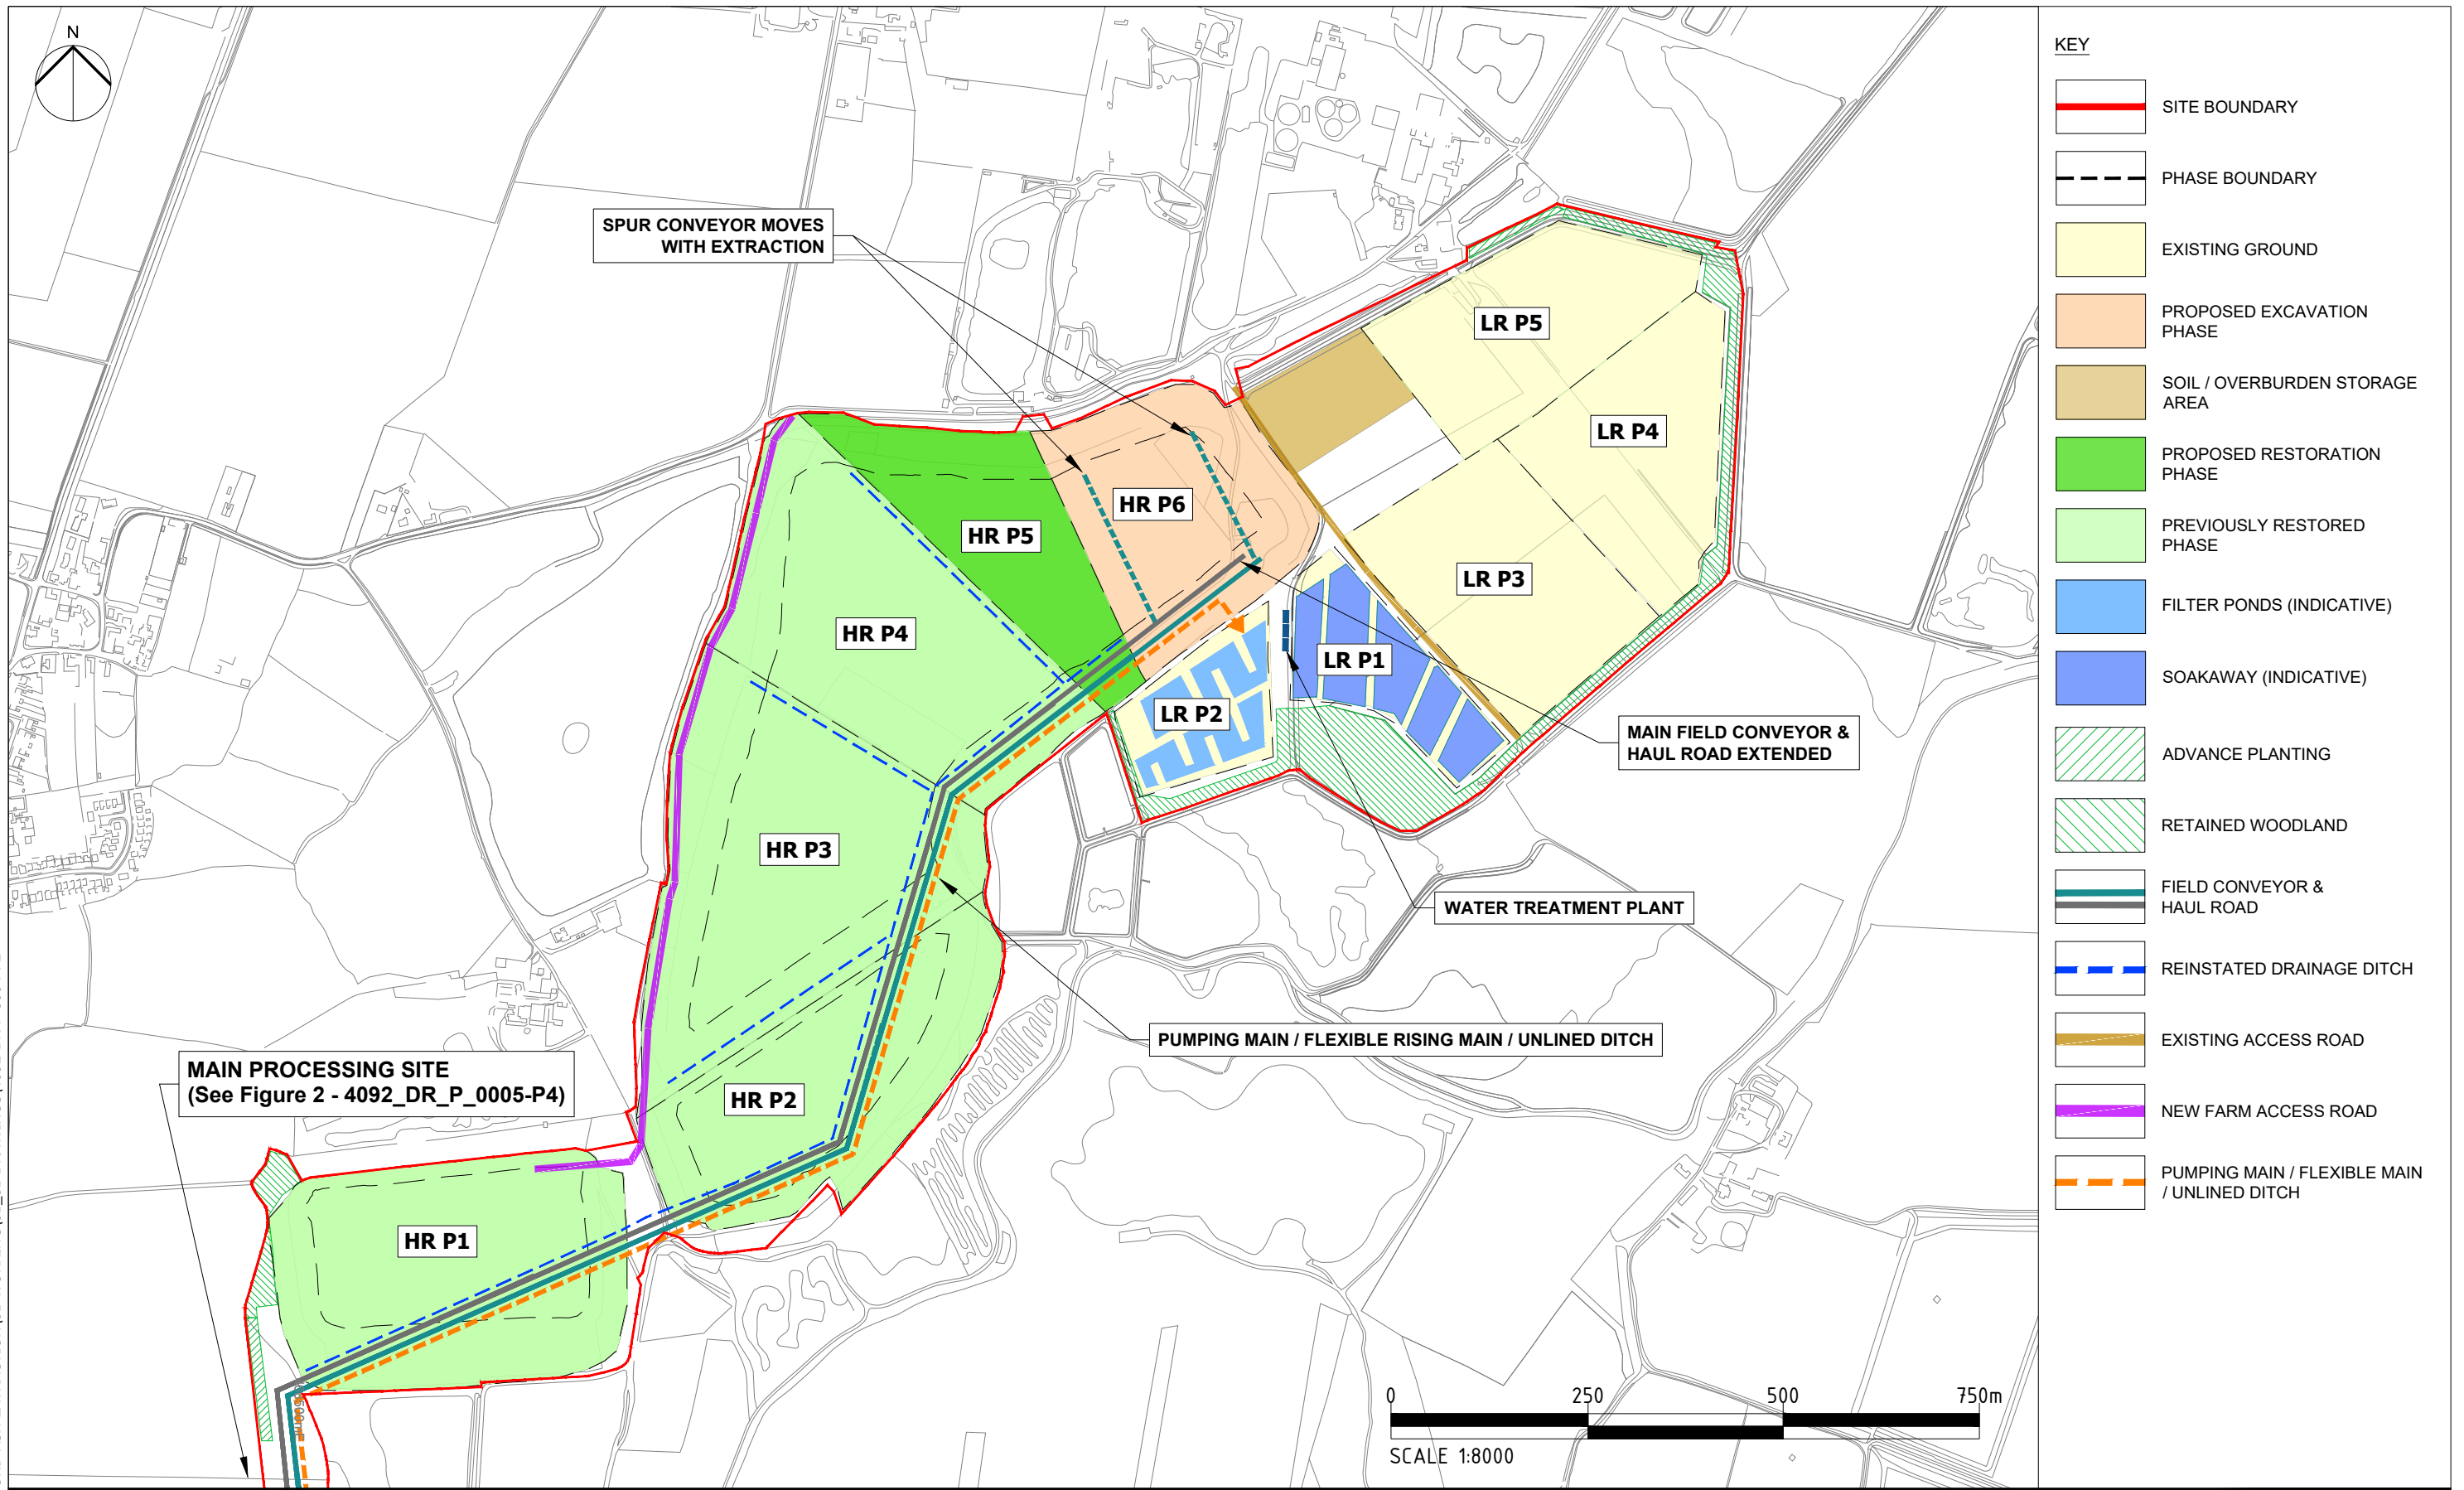 N
SPUR CONVEYOR MOVES
WITH EXTRACTION
LR P5
LR P4
HR P6
HR P5
LR P3
HR P4
LR P1
LR P2
MAIN FIELD CONVEYOR &
HAUL ROAD EXTENDED
HR P3
WATER TREATMENT PLANT
PUMPING MAIN / FLEXIBLE RISING MAIN / UNLINED DITCH
MAIN PROCESSING SITE
(See Figure 2 - 4092_DR_P_0005-P4)
HR P2
HR P1
0 250 500 750m
SCALE 1:8000
KEY
SITE BOUNDARY
PHASE BOUNDARY
EXISTING GROUND
PROPOSED EXCAVATION
PHASE
SOIL / OVERBURDEN STORAGE
AREA
PROPOSED RESTORATION
PHASE
PREVIOUSLY RESTORED
PHASE
FILTER PONDS (INDICATIVE)
SOAKAWAY (INDICATIVE)
ADVANCE PLANTING
RETAINED WOODLAND
FIELD CONVEYOR &
HAUL ROAD
REINSTATED DRAINAGE DITCH
EXISTING ACCESS ROAD
NEW FARM ACCESS ROAD
PUMPING MAIN / FLEXIBLE MAIN
/ UNLINED DITCH